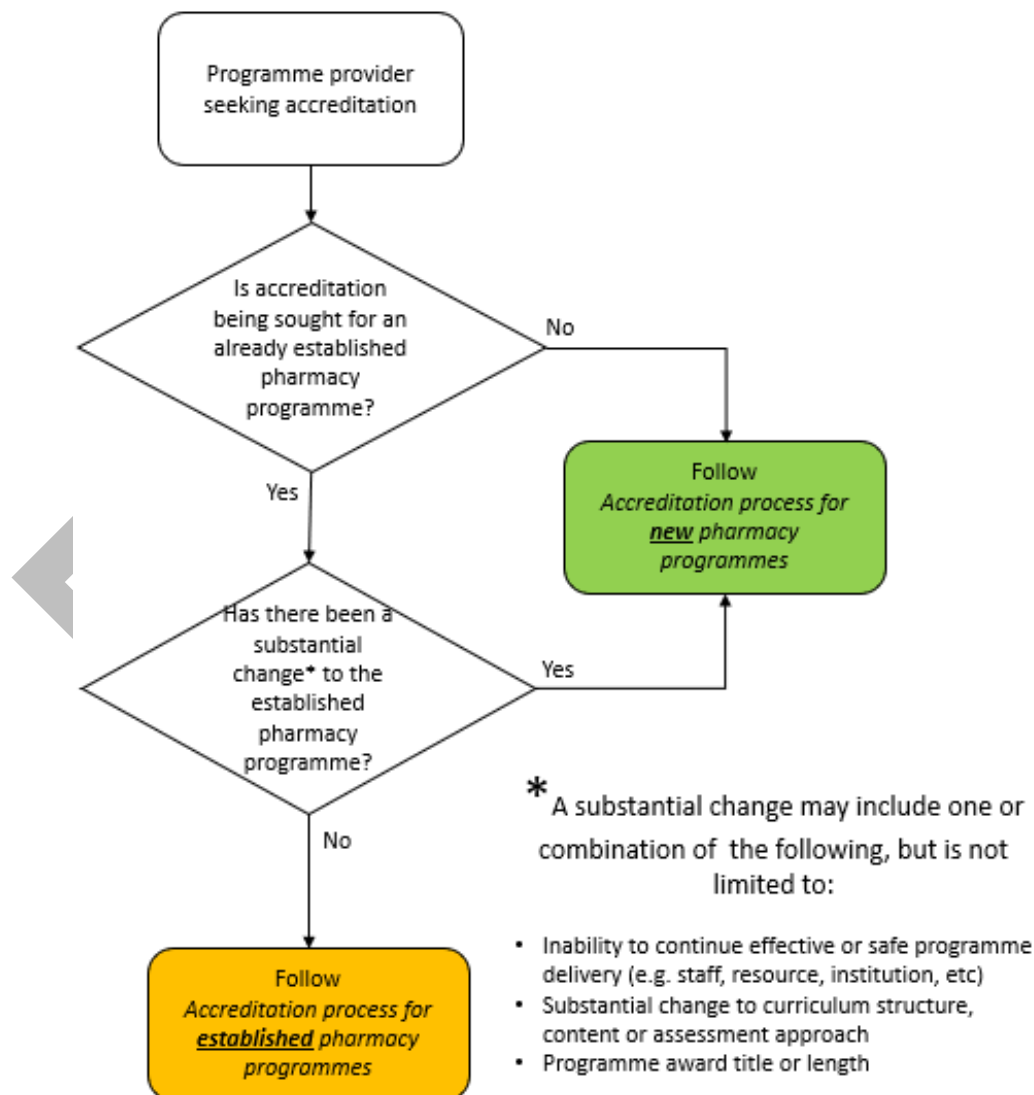 Programme provider
seeking accreditation
Is accreditation
being sought for an
already established
pharmacy
programme?
No
Yes
Follow
Accreditation process for
new pharmacy
programmes
Has there been a
substantial
change* to the
established
pharmacy
programme?
Yes
No
Follow
Accreditation process for
established pharmacy
programmes
* A substantial change may include one or
combination of the following, but is not
limited to:
• Inability to continue effective or safe programme
delivery (e.g. staff, resource, institution, etc)
• Substantial change to curriculum structure,
content or assessment approach
• Programme award title or length